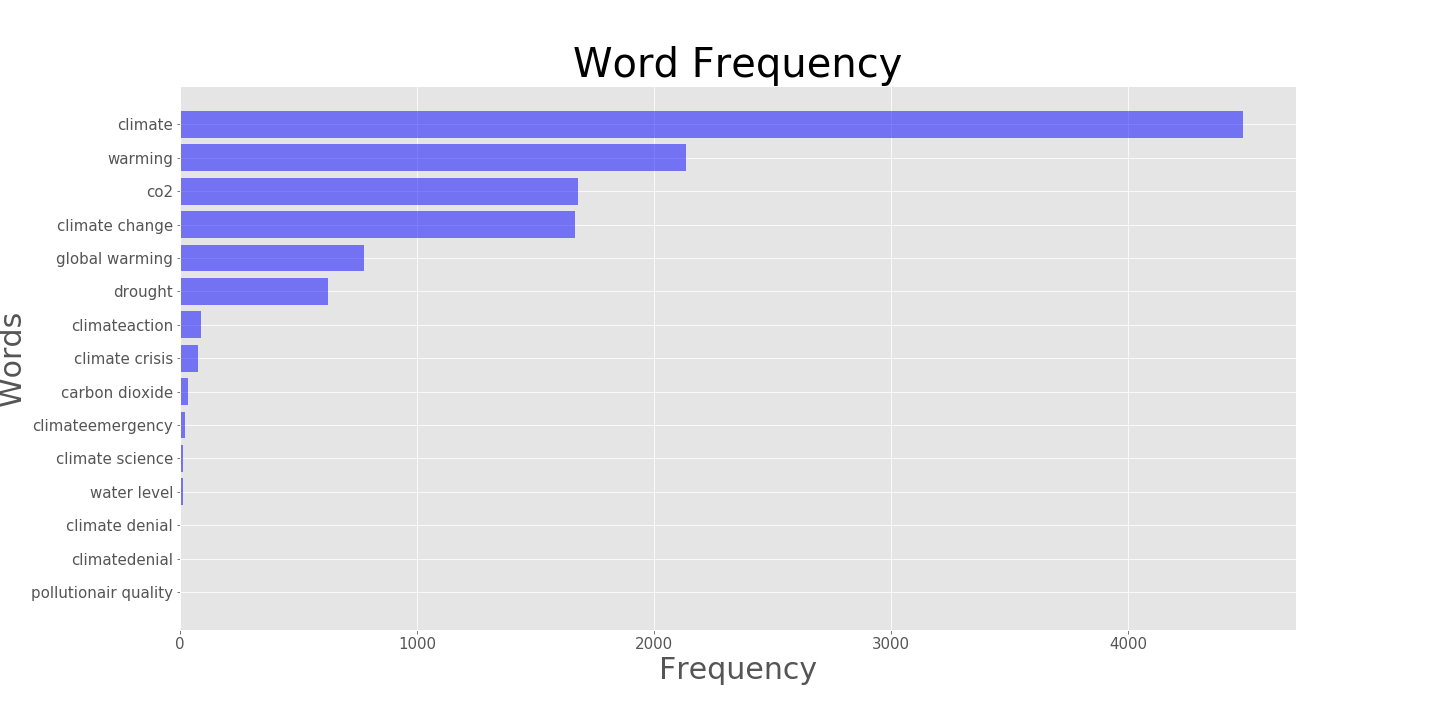 Word Frequency
climate
warming
co2
climate change
global warming
drought
climateaction
climate crisis
carbon dioxide
climateemergency
climate science
water level
climate denial
climatedenial
pollutionair quality
Words
0 1000 2000 3000 4000
Frequency